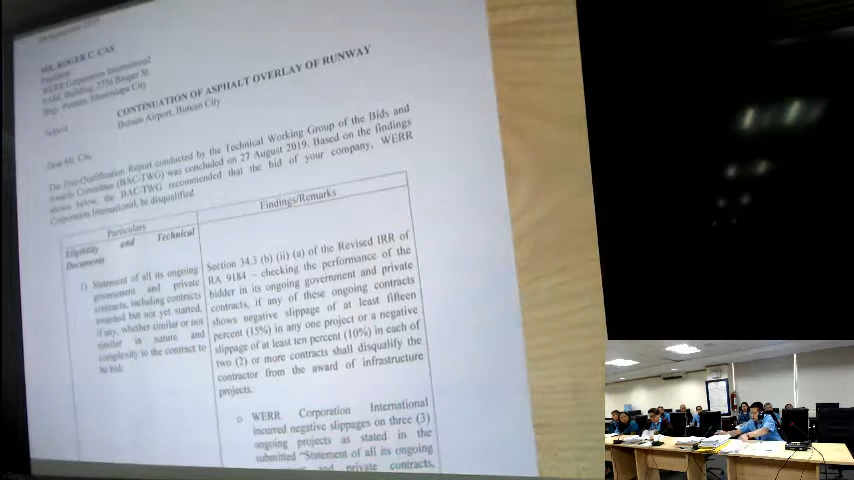 MR. ROGER C. CAS
President
WERR Corporation International
CONTINUATION OF ASPHALT OVERLAY OF RUNWAY
Butuan Airport, Butuan City
Subject
Dear Mr. Cas,
The Post-Qualification Report conducted by the Technical Working Group of the Bids and
Awards Committee (BAC-TWG) was concluded on 27 August 2019. Based on the findings
shown below, the BAC-TWG recommended that the bid of your company, WERR
Corporation International, be disqualified.
Particulars
Findings/Remarks
Eligibility and Technical
Documents
1) Statement of all its ongoing
government and private
contracts, including contracts
awarded but not yet started,
if any, whether similar or not
similar in nature and
complexity to the contract to
be bid;
Section 34.3 (b) (ii) (a) of the Revised IRR of
RA 9184 – checking the performance of the
bidder in its ongoing government and private
contracts, if any of these ongoing contracts
shows negative slippage of at least fifteen
percent (15%) in any one project or a negative
slippage of at least ten percent (10%) in each of
two (2) or more contracts shall disqualify the
contractor from the award of infrastructure
projects.
o WERR Corporation International
incurred negative slippages on three (3)
ongoing projects as stated in the
submitted "Statement of all its ongoing
and private contracts,